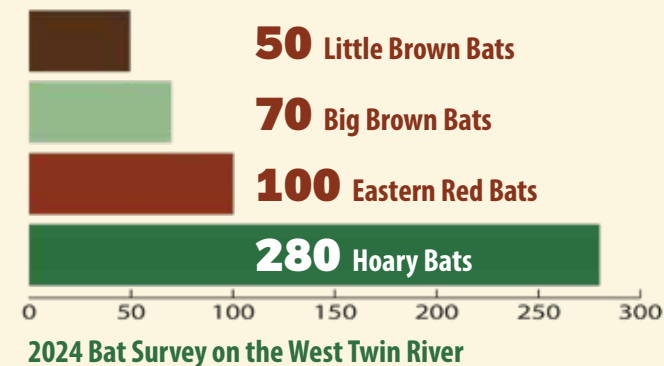 50 Little Brown Bats
70 Big Brown Bats
100 Eastern Red Bats
280 Hoary Bats
0 50 100 150 200 250 300
2024 Bat Survey on the West Twin River